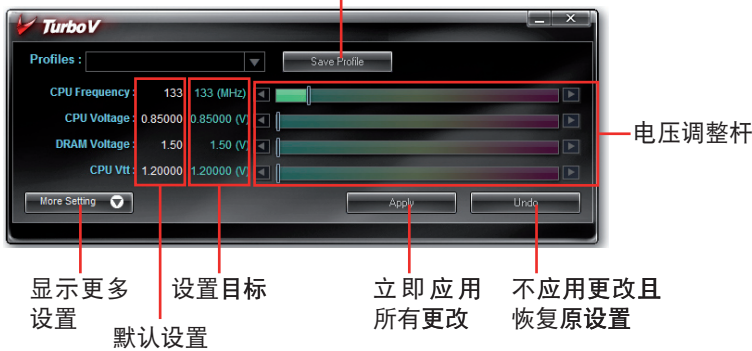 TurboV
Profiles :
Save Profile
CPU Frequency : 133 133 (MHz)
CPU Voltage : 0.85000 0.85000 (V)
DRAM Voltage : 1.50 1.50 (V)
CPU Vtt : 1.20000 1.20000 (V)
电压调整杆
More Setting Apply Undo
显示更多
设置
默认设置
设置目标
立即应用
所有更改
不应用更改且
恢复原设置